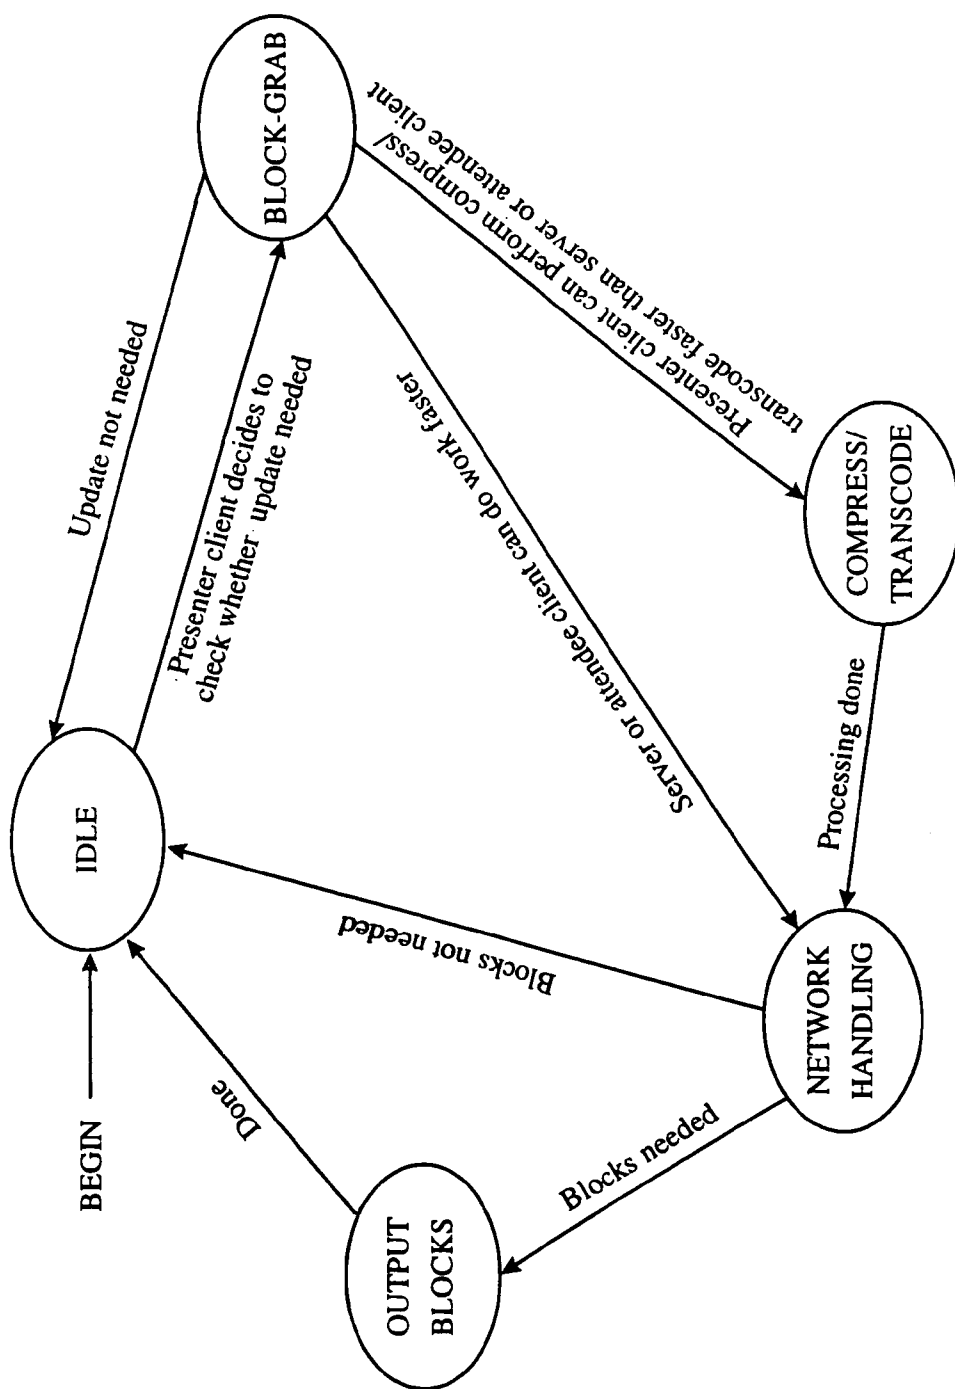 BEGIN
IDLE
Update not needed
Presenter client decides to
check whether update needed
BLOCK-GRAB
Done
Blocks not needed
Server or attendee client can do work faster
Presenter client can perform compress/
transcode faster than server or attendee client
OUTPUT
BLOCKS
Blocks needed
NETWORK
HANDLING
Processing done
COMPRESS/
TRANSCODE